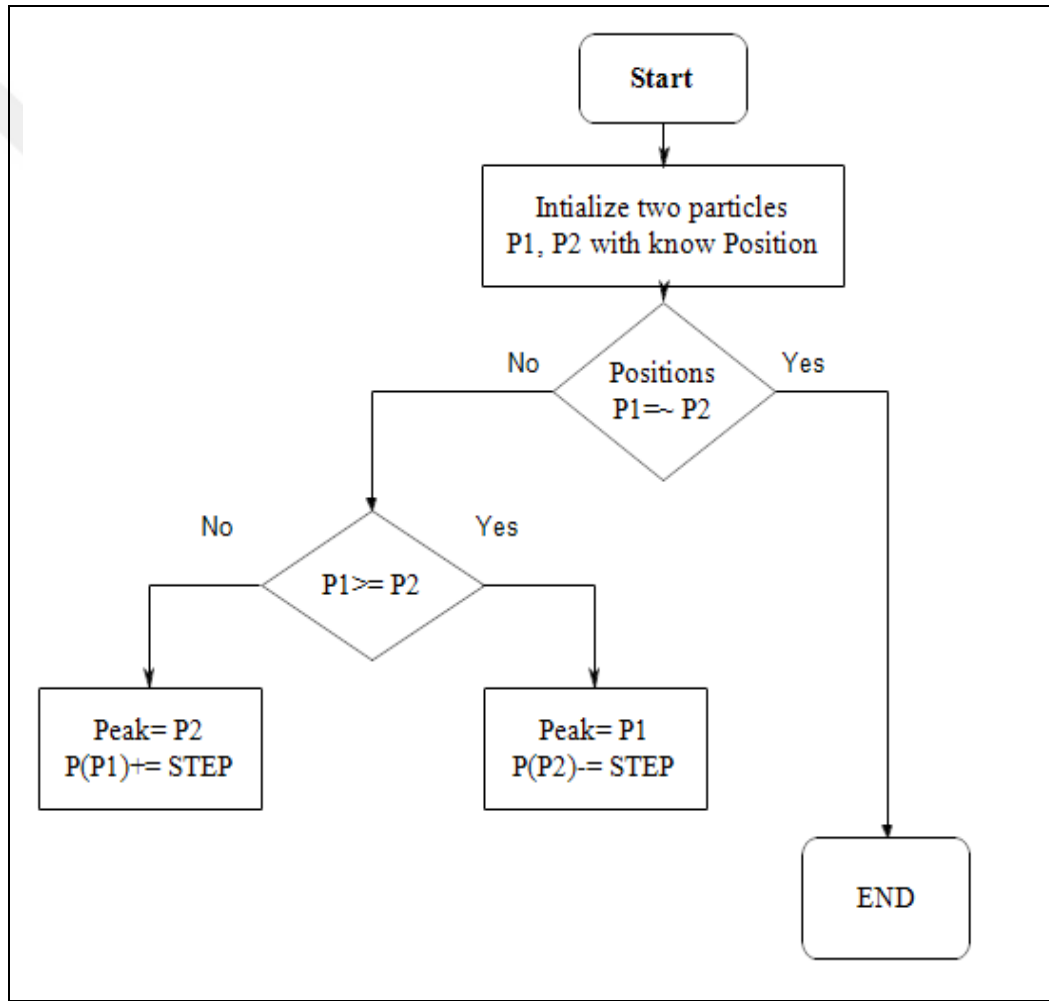 Start
Intialize two particles
P1, P2 with know Position
No
Yes
Positions
P1=~ P2
No
Yes
P1>= P2
Peak= P2
P(P1)+= STEP
Peak= P1
P(P2)-= STEP
END